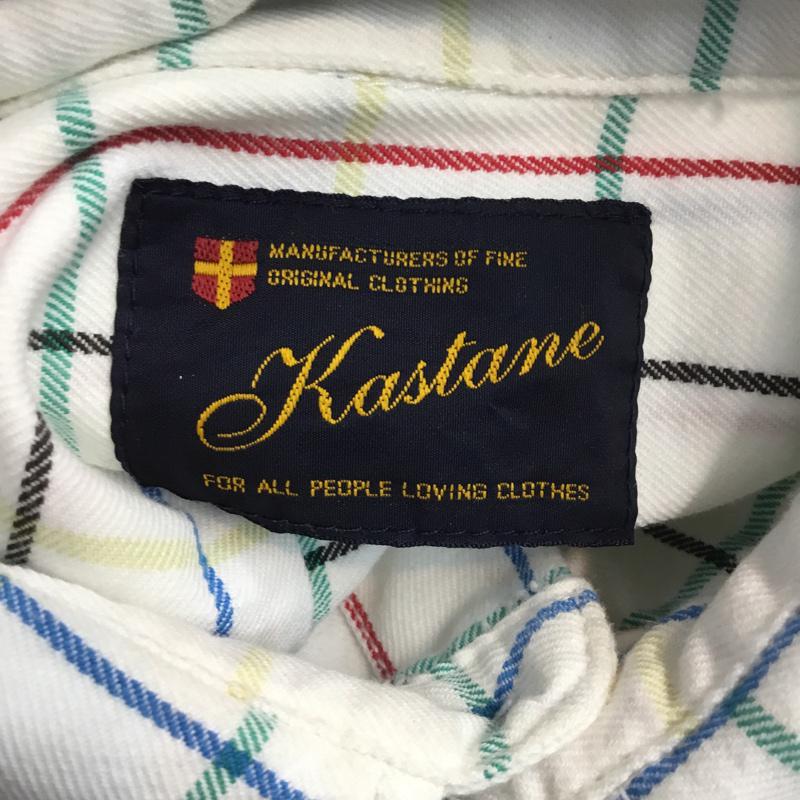 MANUFACTURERS OF FINE
ORIGINAL CLOTHING
Kastane
FOR ALL PEOPLE LOVING CLOTHES